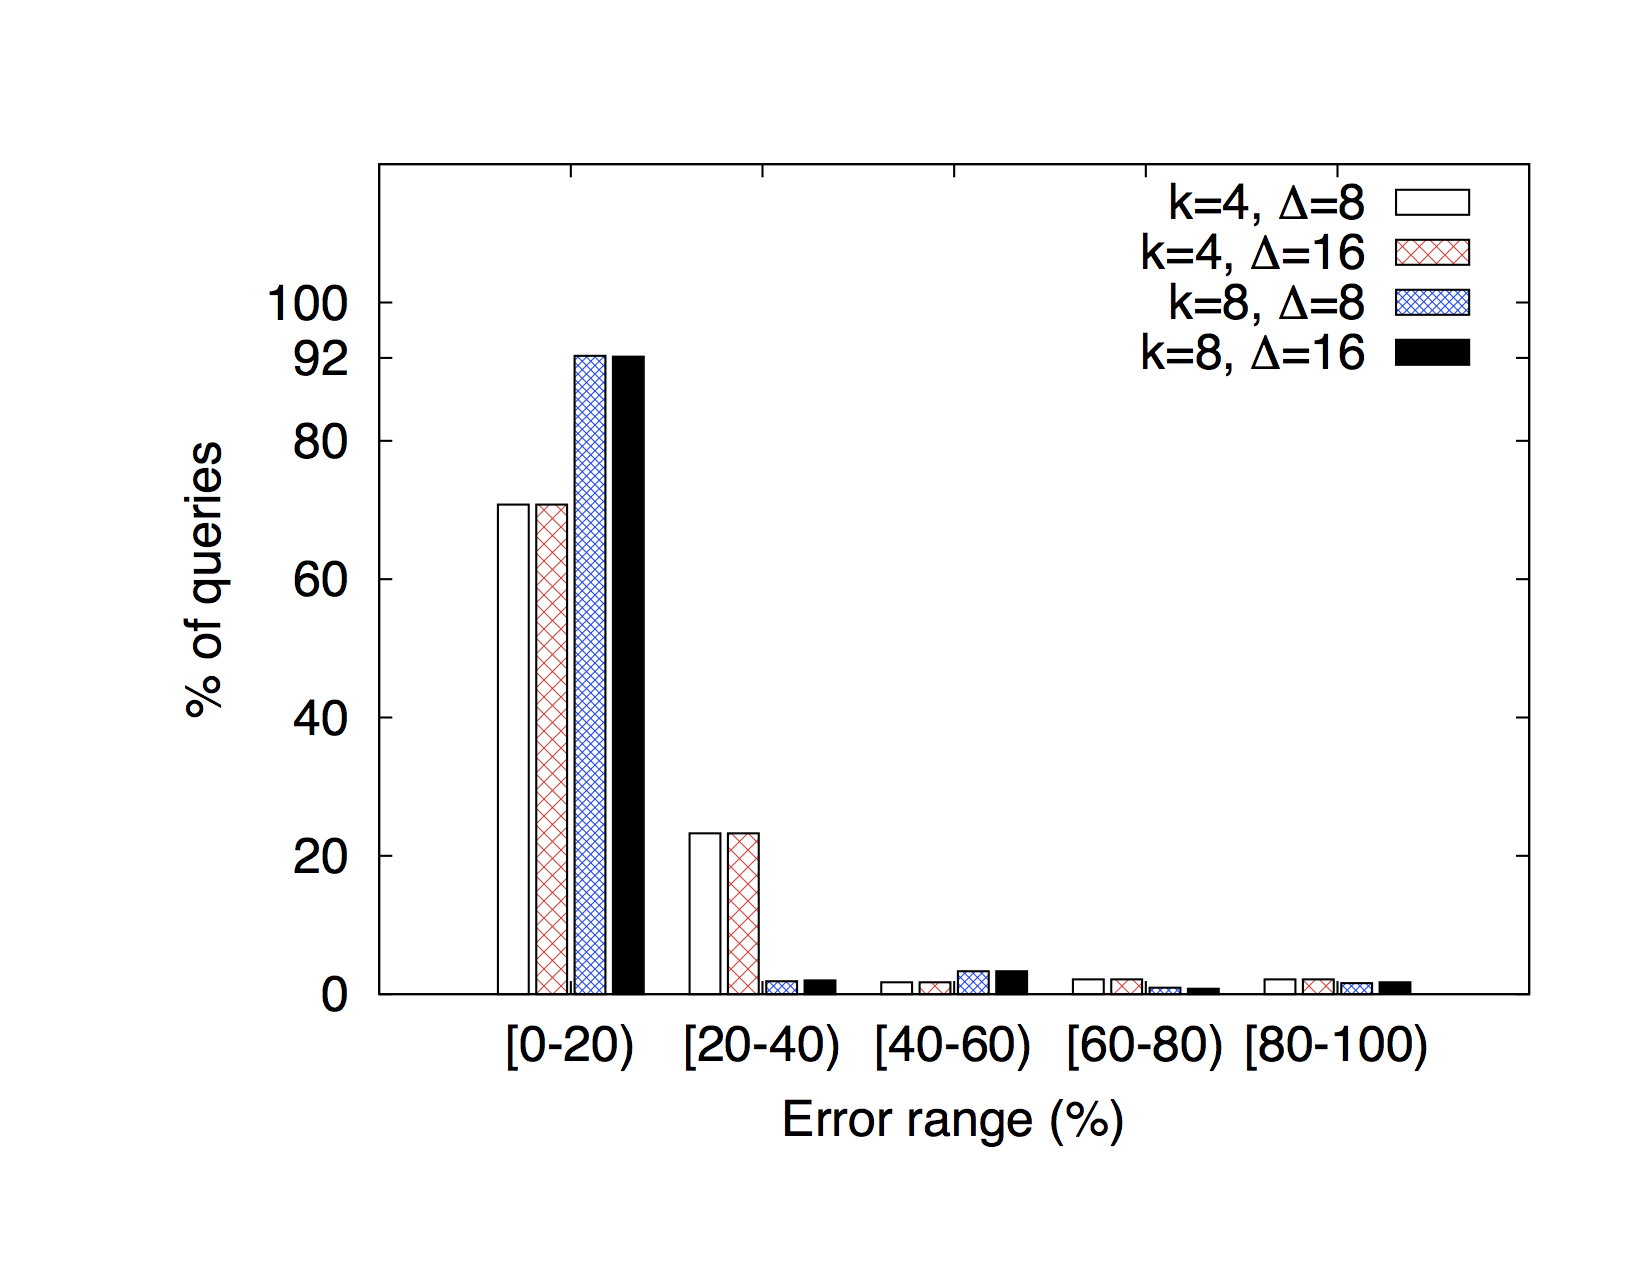 k=4, Δ=8
k=4, Δ=16
k=8, Δ=8
k=8, Δ=16
100
92
80
60
40
20
0
% of queries
[0-20) [20-40) [40-60) [60-80) [80-100)
Error range (%)